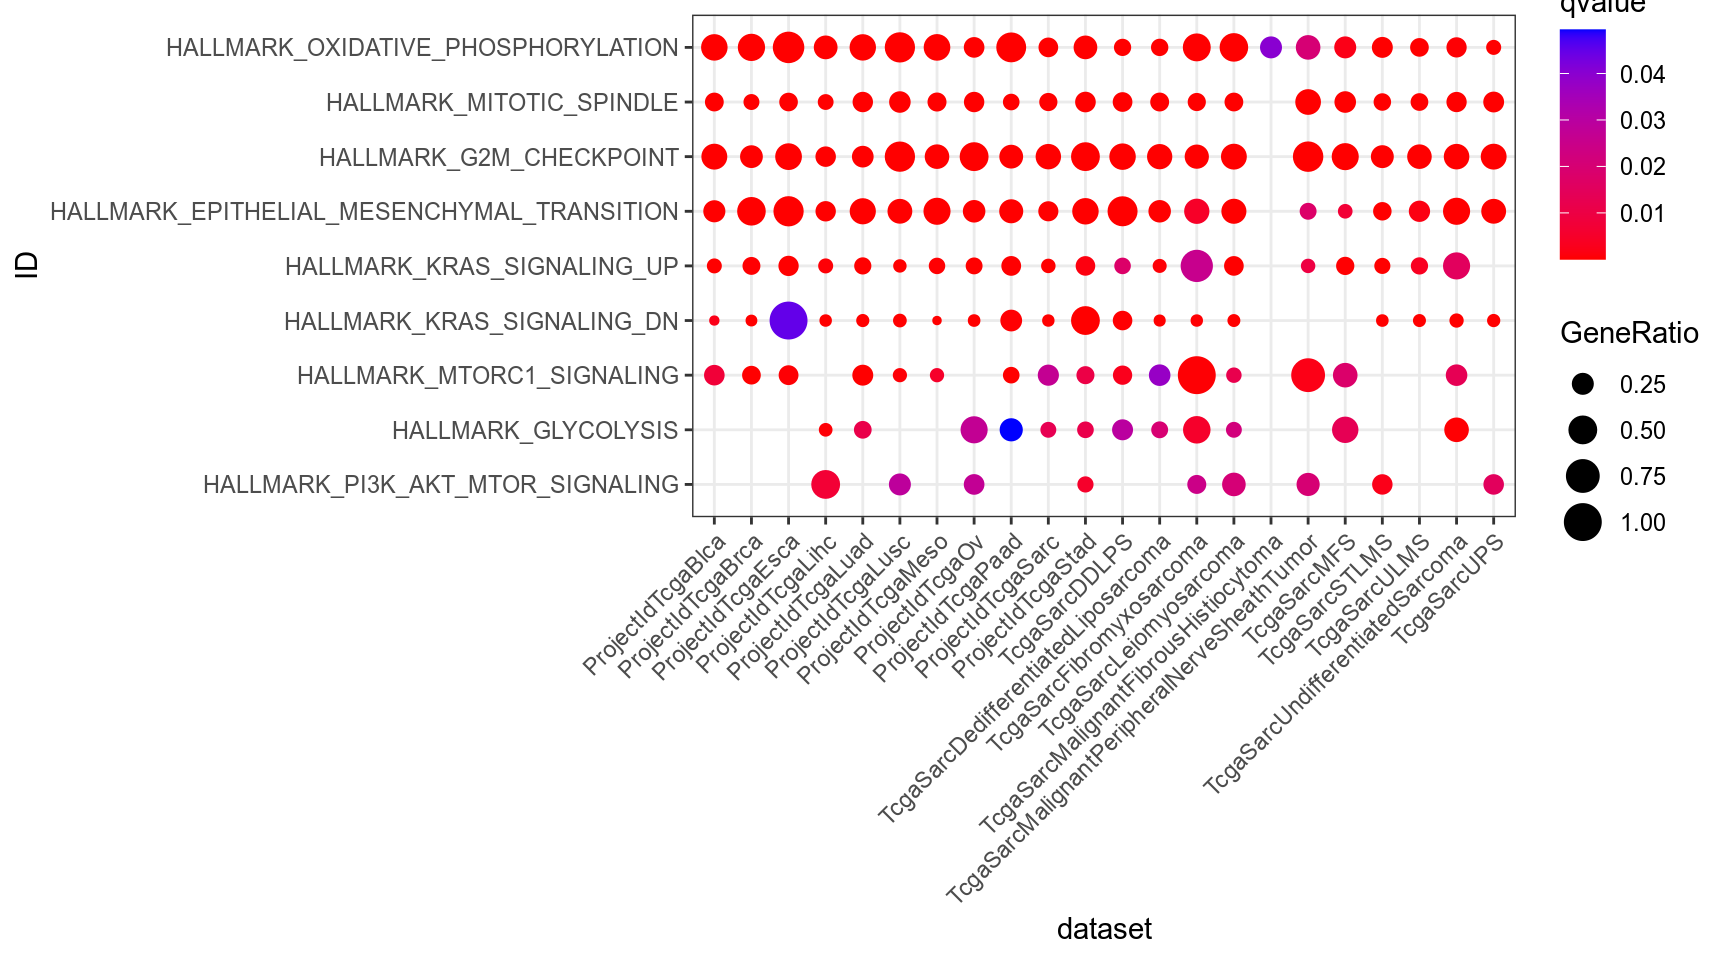 qvalue
HALLMARK_OXIDATIVE_PHOSPHORYLATION
HALLMARK_MITOTIC_SPINDLE
HALLMARK_G2M_CHECKPOINT
HALLMARK_EPITHELIAL_MESENCHYMAL_TRANSITION
HALLMARK_KRAS_SIGNALING_UP
HALLMARK_KRAS_SIGNALING_DN
HALLMARK_MTORC1_SIGNALING
HALLMARK_GLYCOLYSIS
HALLMARK_PI3K_AKT_MTOR_SIGNALING
ID
0.04
0.03
0.02
0.01
GeneRatio
0.25
0.50
0.75
1.00
ProjectIdTcgaBlca
ProjectIdTcgaBrca
ProjectIdTcgaEsca
ProjectIdTcgaLihc
ProjectIdTcgaLuad
ProjectIdTcgaLusc
ProjectIdTcgaMeso
ProjectIdTcgaOv
ProjectIdTcgaPaad
ProjectIdTcgaSarc
ProjectIdTcgaStad
TcgaSarcDDLPS
TcgaSarcDedifferentiatedLiposarcoma
TcgaSarcFibromyxosarcoma
TcgaSarcLeiomyosarcoma
TcgaSarcMalignantFibrousHistiocytoma
TcgaSarcMalignantPeripheralNerveSheathTumor
TcgaSarcMFS
TcgaSarcSTLMS
TcgaSarcULMS
TcgaSarcUndifferentiatedSarcoma
TcgaSarcUPS
dataset